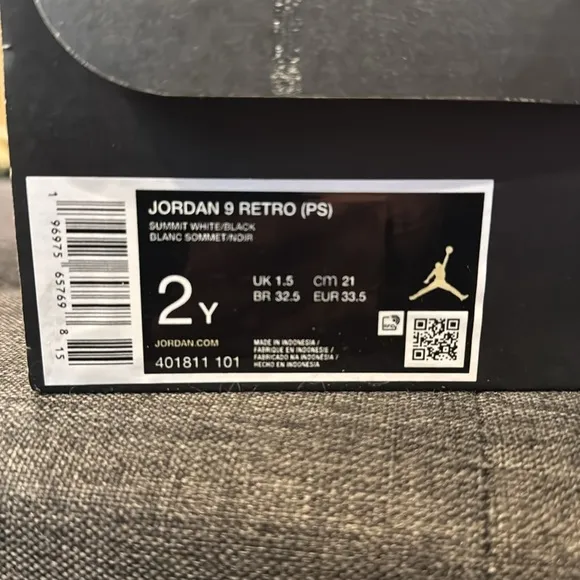 1 96975 65769 8 15
JORDAN 9 RETRO (PS)
SUMMIT WHITE/BLACK
BLANC SOMMET/NOIR
2Y
UK 1.5 cm 21
BR 32.5 EUR 33.5
JORDAN.COM
401811 101
MADE IN INDONESIA /
FABRIQUE EN INDONESIE /
FABRICADO NA INDONESIA /
HECHO EN INDONESIA